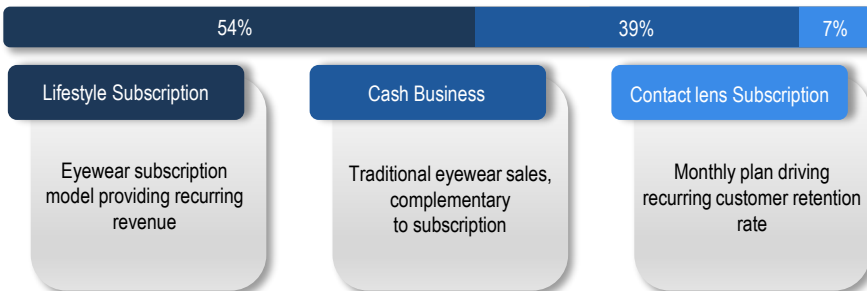 54%
39%
7%
Lifestyle Subscription
Cash Business
Contact lens Subscription
Eyewear subscription
model providing recurring
revenue
Traditional eyewear sales,
complementary
to subscription
Monthly plan driving
recurring customer retention
rate